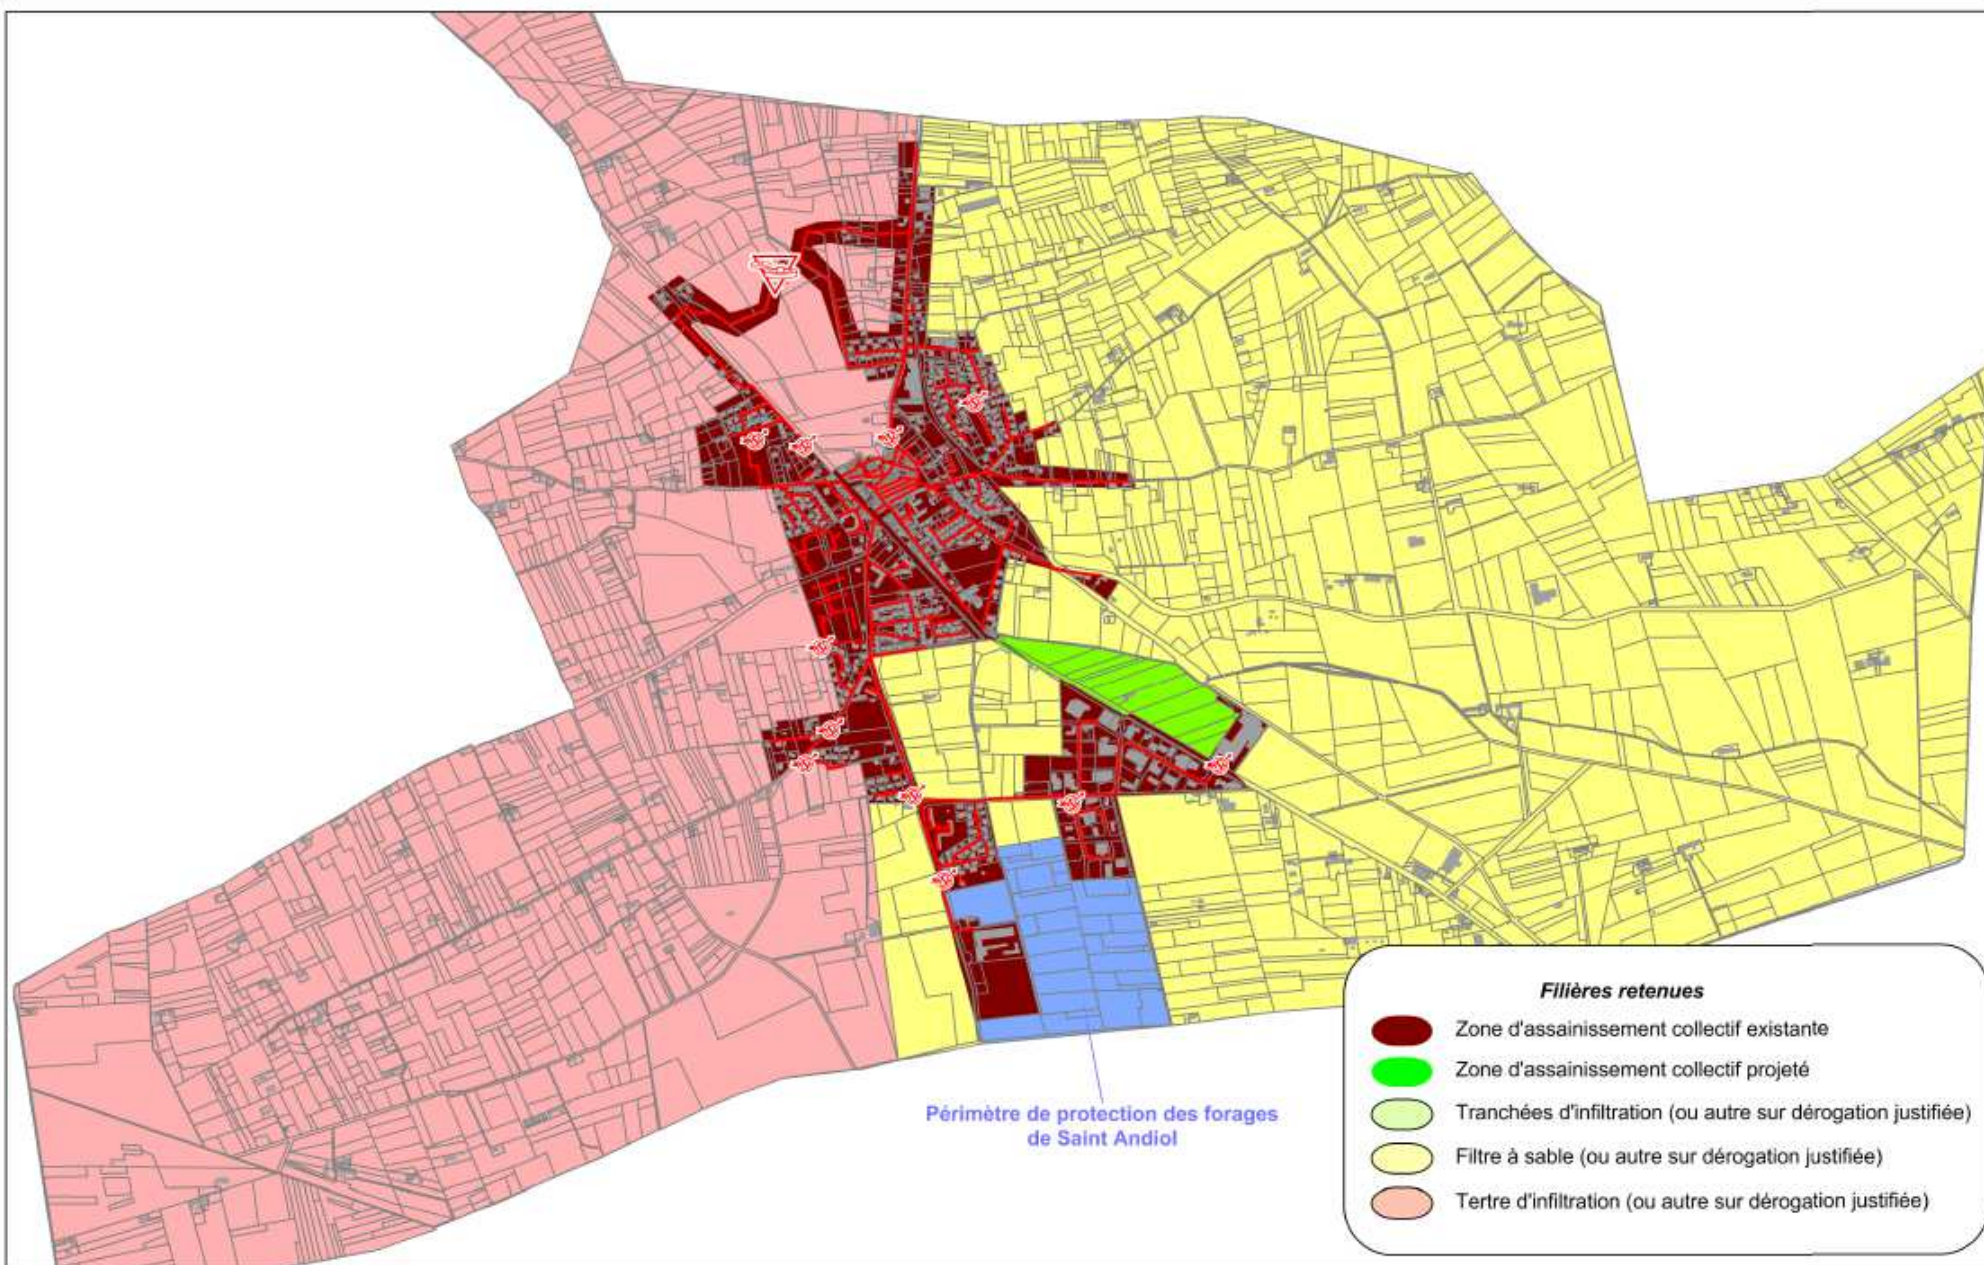 Périmètre de protection des forages
de Saint Andiol
Filières retenues
Zone d'assainissement collectif existante
Zone d'assainissement collectif projeté
Tranchées d'infiltration (ou autre sur dérogation justifiée)
Filtre à sable (ou autre sur dérogation justifiée)
Tertre d'infiltration (ou autre sur dérogation justifiée)